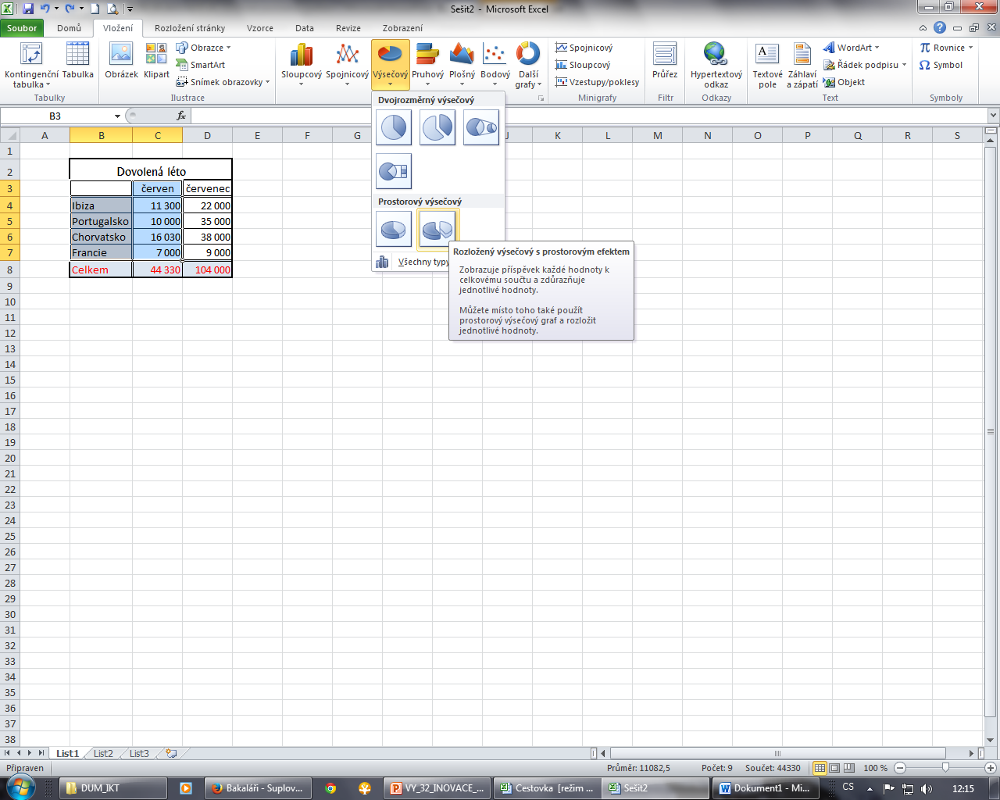 Sešit2 - Microsoft Excel
Soubor Domů Vložení Rozložení stránky Vzorce Data Revize Zobrazení
Kontingenční tabulka Tabulka Obrázek Klipart Obrazce SmartArt Snímek obrazovky
Sloupcový Spojnicový Výsečový Pruhový Plošný Bodový Další grafy
Spojnicový Sloupcový Vzestupy/poklesy Průřez Hypertextový odkaz
Textové pole Záhlaví a zápatí WordArt Řádek podpisu Objekt Rovnice Symbol
Tabulky Ilustrace Minigrafy Filtr Odkazy Text Symboly
B3 fx
Dvojrozměrný výsečový
Prostorový výsečový
Všechny typy
Rozložený výsečový s prostorovým efektem
Zobrazuje příspěvek každé hodnoty k
celkovému součtu a zdůrazňuje
jednotlivé hodnoty.
Můžete místo toho také použít
prostorový výsečový graf a rozložit
jednotlivé hodnoty.
A B C D E F G J K L M N O P Q R S
1
2 Dovolená léto
3 červen červenec
4 Ibiza 11 300 22 000
5 Portugalsko 10 000 35 000
6 Chorvatsko 16 030 38 000
7 Francie 7 000 9 000
8 Celkem 44 330 104 000
9
10
11
12
13
14
15
16
17
18
19
20
21
22
23
24
25
26
27
28
29
30
31
32
33
34
35
36
37
38
List1 List2 List3
Připraven Průměr: 11082,5 Počet: 9 Součet: 44330 100 %
DUM_IKT Bakaláři - Suplov... VY_32_INOVACE_... Cestovka [režim ... Sešit2 Dokument1 - Mi... CS 12:15